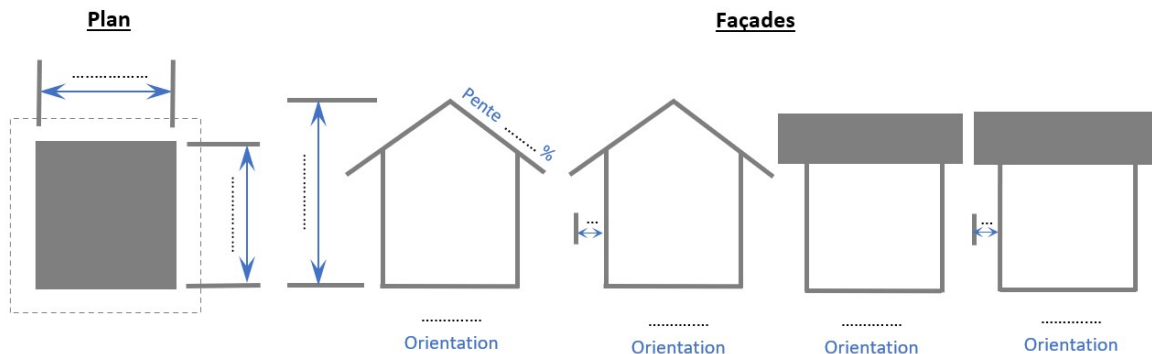 Plan
Façades
..................
..........
..............
Pente ........ %
...
...
.............
Orientation
.............
Orientation
.............
Orientation
.............
Orientation